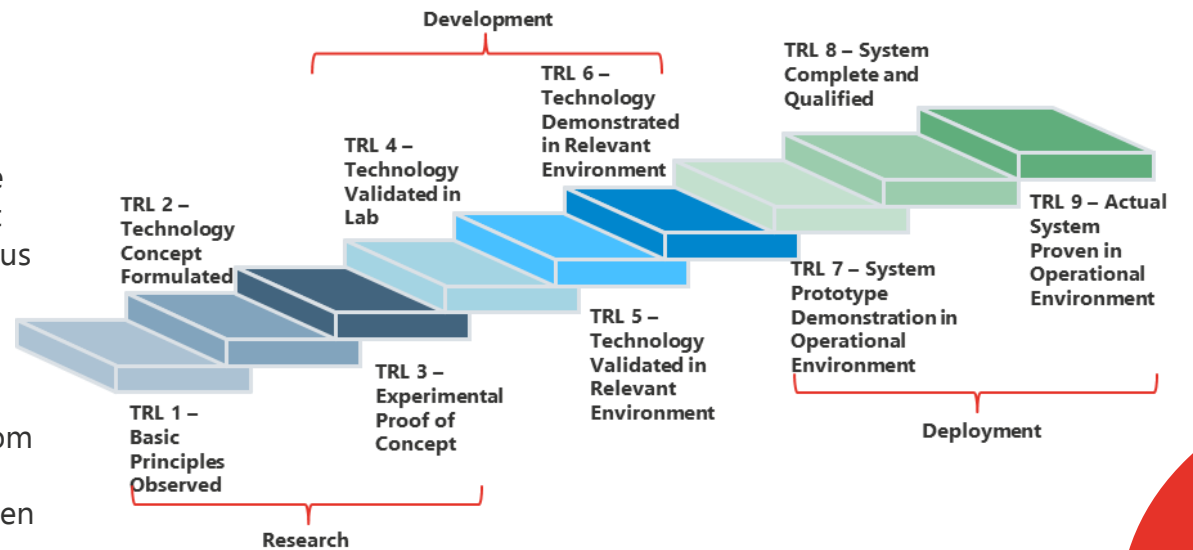 Development
TRL 8 – System
Complete and
Qualified
TRL 6 –
Technology
Demonstrated
in Relevant
Environment
TRL 4 –
Technology
Validated in
Lab
TRL 2 –
Technology
Concept
Formulated
us
TRL 9 – Actual
System
Proven in
Operational
Environment
TRL 7 – System
Prototype
Demonstration in
Operational
Environment
TRL 5 –
Technology
Validated in
Relevant
Environment
TRL 3 –
Experimental
Proof of
Concept
TRL 1 –
Basic
Principles
Observed
Deployment
om
en
Research